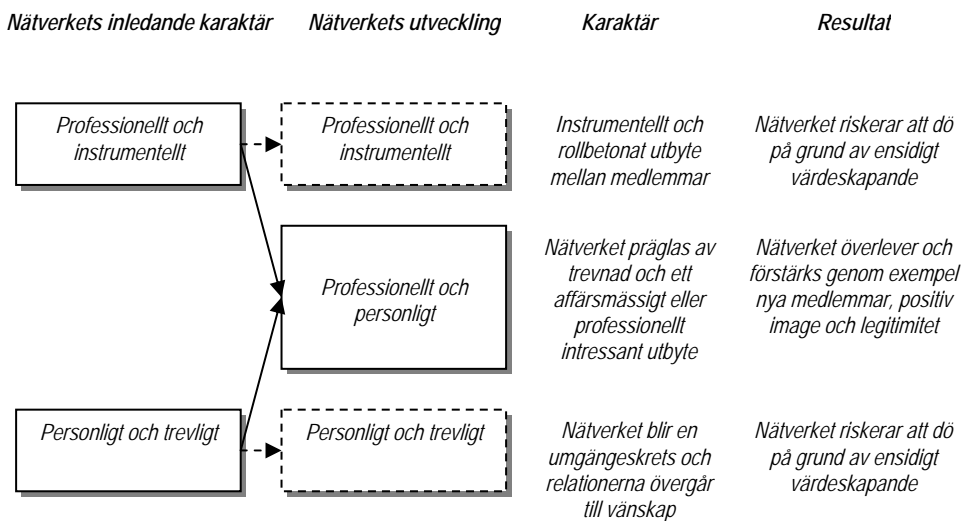 Nätverkets inledande karaktär
Nätverkets utveckling
Karaktär
Resultat
Professionellt och
instrumentellt
Professionellt och
instrumentellt
Instrumentellt och
rollbetonat utbyte
mellan medlemmar
Nätverket riskerar att dö
på grund av ensidigt
värdeskapande
Professionellt och
personligt
Nätverket präglas av
trevnad och ett
affärsmässigt eller
professionellt
intressant utbyte
Nätverket överlever och
förstärks genom exempel
nya medlemmar, positiv
image och legitimitet
Personligt och trevligt
Personligt och trevligt
Nätverket blir en
umgängeskrets och
relationerna övergår
till vänskap
Nätverket riskerar att dö
på grund av ensidigt
värdeskapande